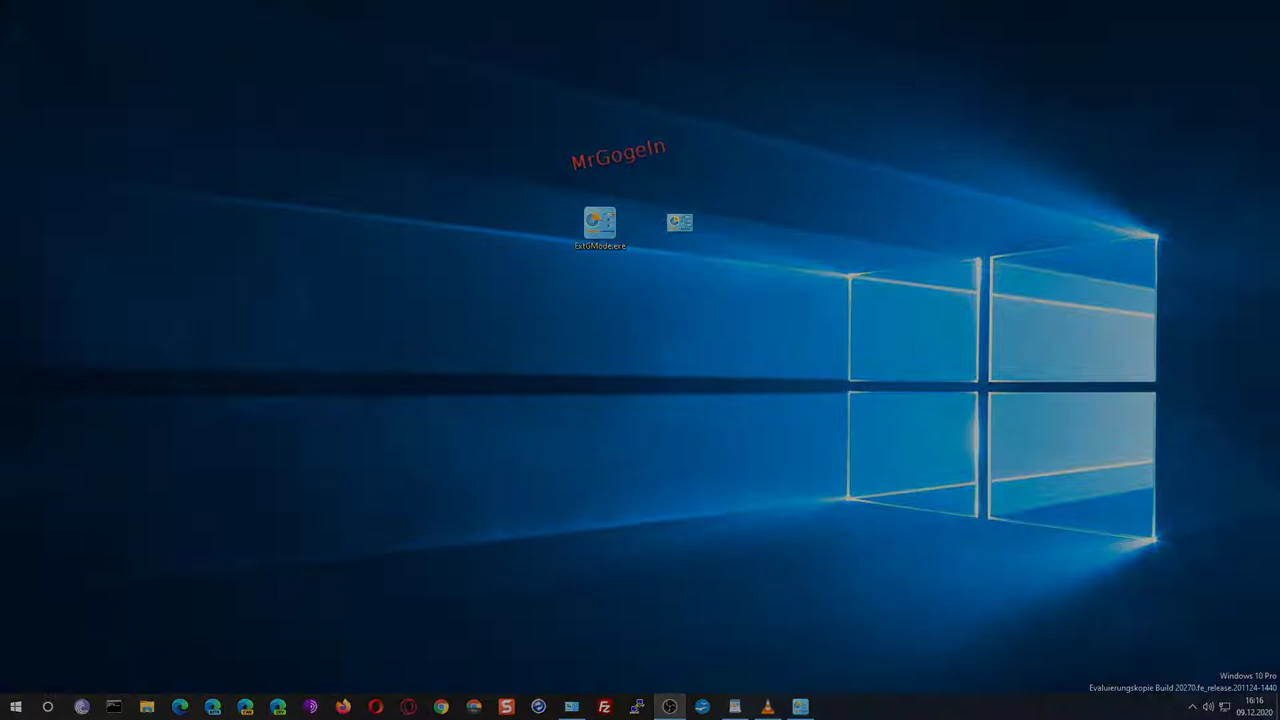 MrGogeln
ExtGMode.exe
Windows 10 Pro
Evaluierungskopie Build 20270.fe_release.201124-1440
16:16
09.12.2020